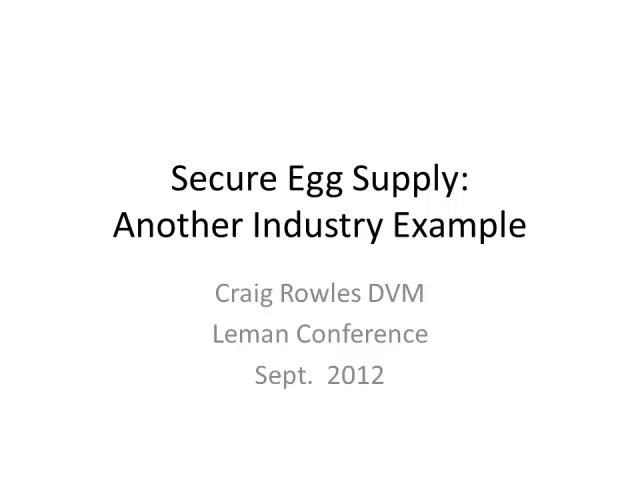 Secure Egg Supply:
Another Industry Example
Craig Rowles DVM
Leman Conference
Sept.  2012